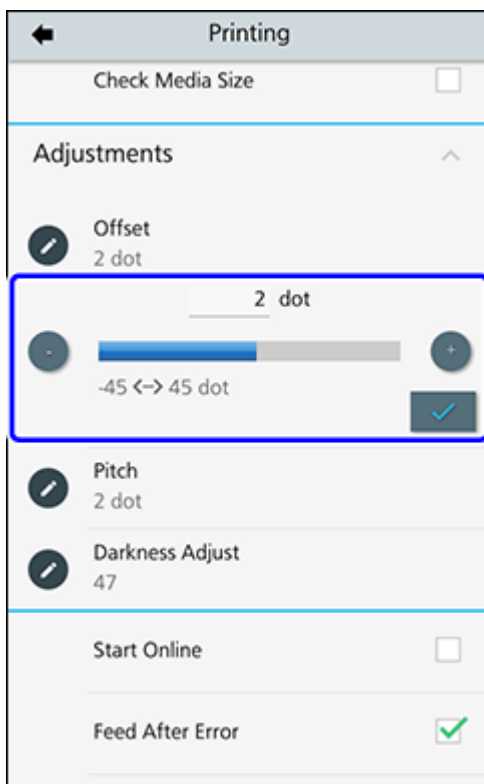 Printing
Check Media Size
Adjustments
Offset
2 dot
2 dot
-
+
-45 <-> 45 dot
Pitch
2 dot
Darkness Adjust
47
Start Online
Feed After Error